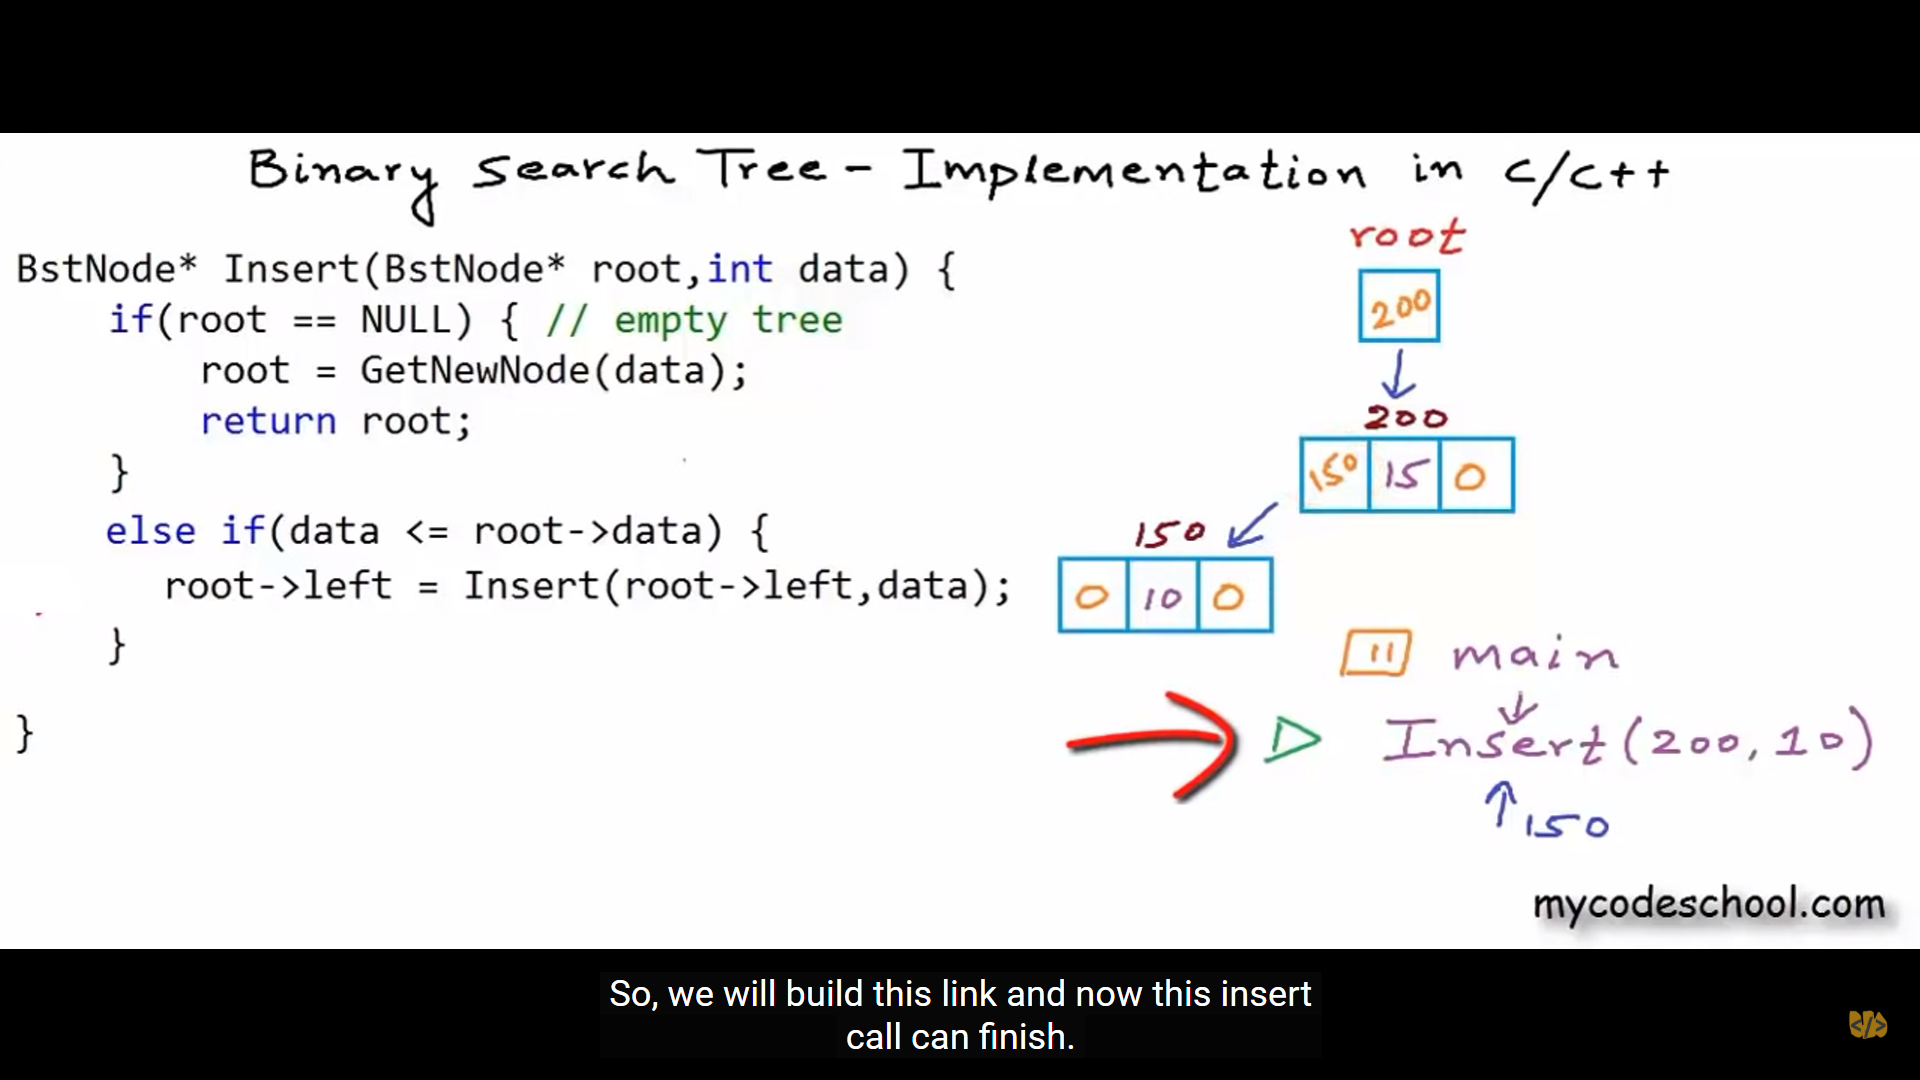 Binary Search Tree - Implementation in C/C++
BstNode* Insert(BstNode* root,int data) {
if(root == NULL) { // empty tree
root = GetNewNode(data);
return root;
}
else if(data <= root->data) {
root->left = Insert(root->left,data);
}
}
root
200
200
150 15 0
150
0 10 0
main
Insert(200,10)
150
mycodeschool.com
So, we will build this link and now this insert
call can finish.